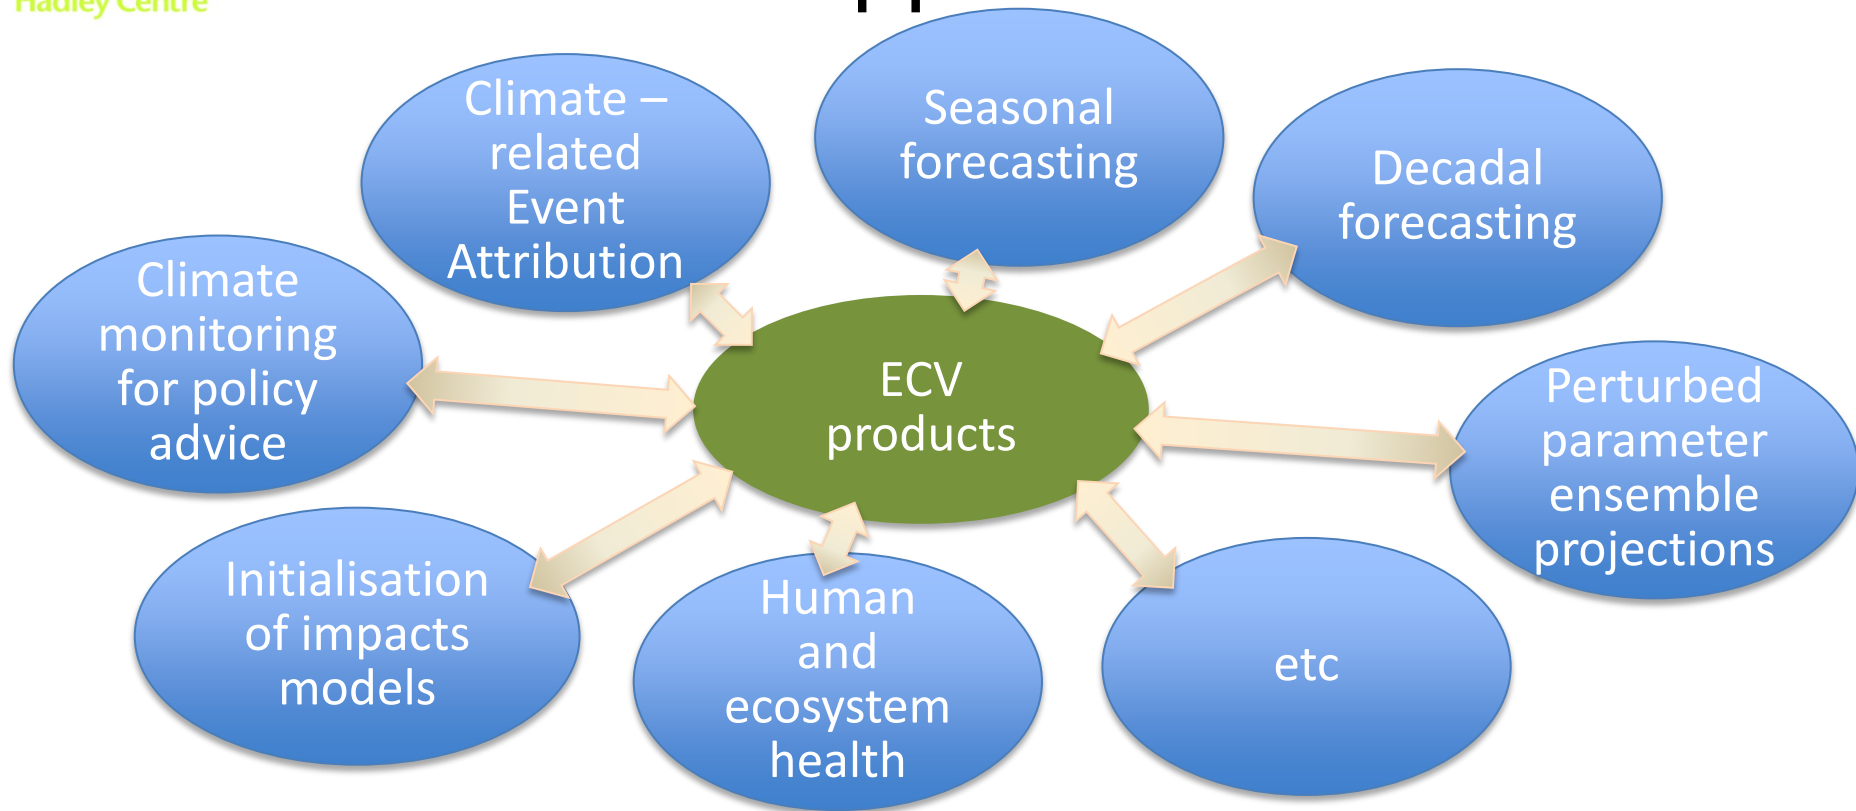 Hadley Centre
Climate –
related
Event
Attribution
Seasonal
forecasting
Decadal
forecasting
Climate
monitoring
for policy
advice
ECV
products
Perturbed
parameter
ensemble
projections
Initialisation
of impacts
models
Human
and
ecosystem
health
etc